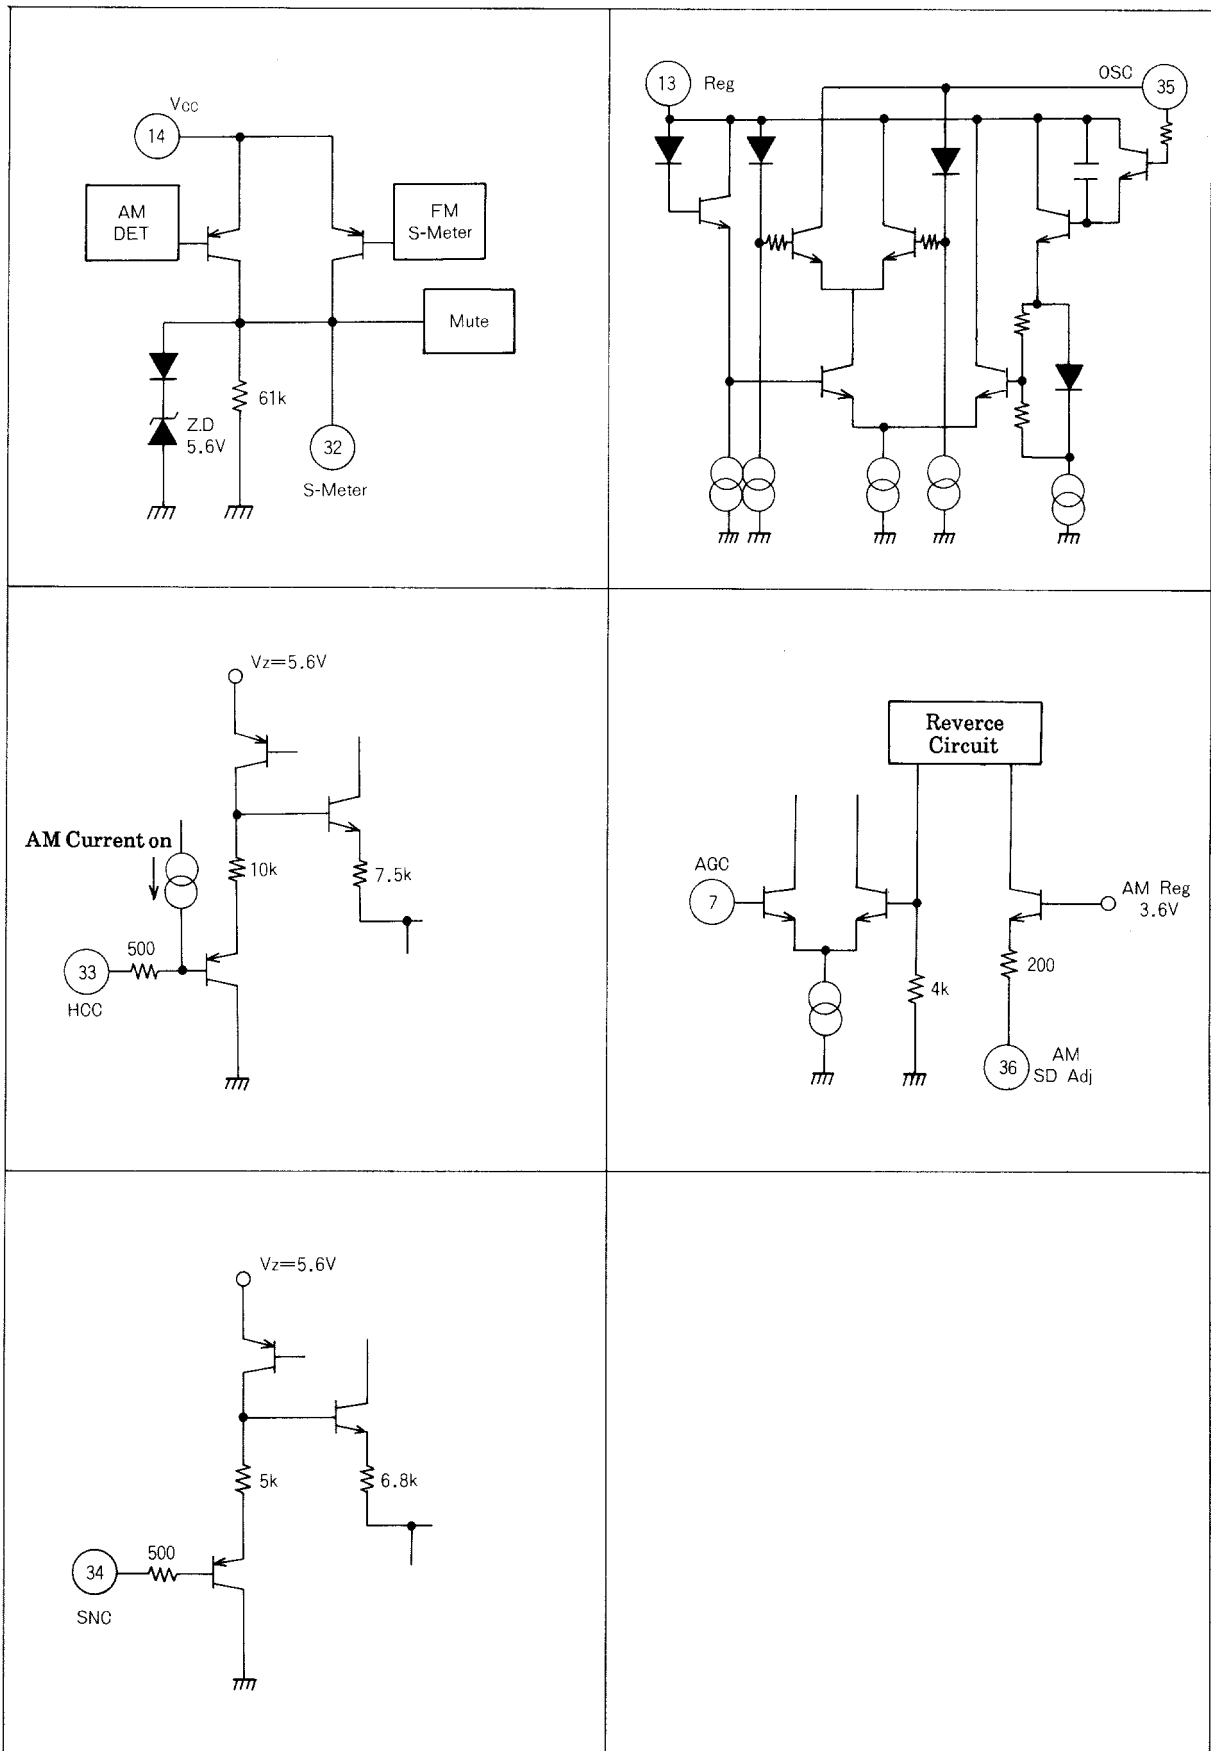 Vcc
14
AM
DET
FM
S-Meter
Mute
Z.D
5.6V
61k
32
S-Meter
13
Reg
OSC
35
Vz=5.6V
AM Current on
10k
7.5k
500
33
HCC
Reverce
Circuit
AGC
7
AM Reg
3.6V
4k
200
36
AM
SD Adj
Vz=5.6V
5k
6.8k
500
34
SNC